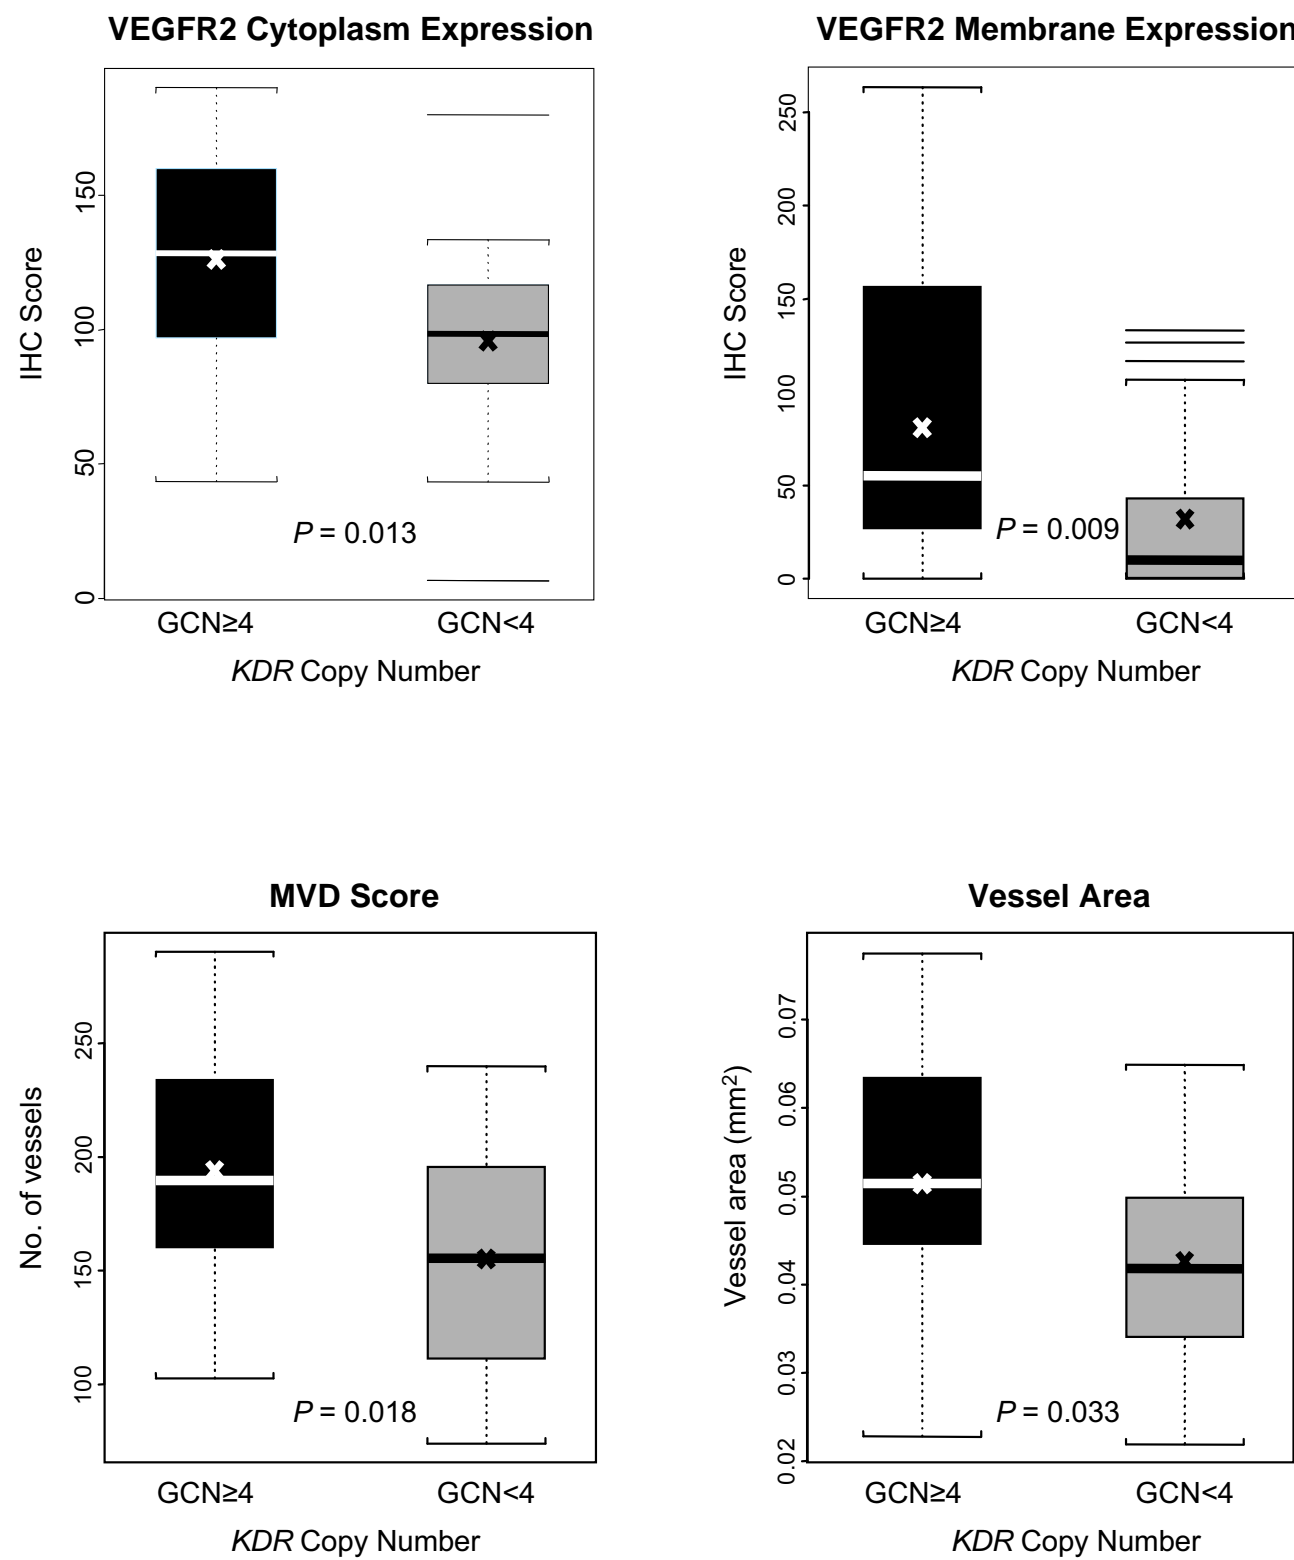 VEGFR2 Cytoplasm Expression
IHC Score
150
100
50
0
P = 0.013
GCN≥4 GCN<4
KDR Copy Number
VEGFR2 Membrane Expression
IHC Score
250
200
150
100
50
0
P = 0.009
GCN≥4 GCN<4
KDR Copy Number
MVD Score
No. of vessels
250
200
150
100
P = 0.018
GCN≥4 GCN<4
KDR Copy Number
Vessel Area
Vessel area (mm²)
0.07
0.06
0.05
0.04
0.03
0.02
P = 0.033
GCN≥4 GCN<4
KDR Copy Number